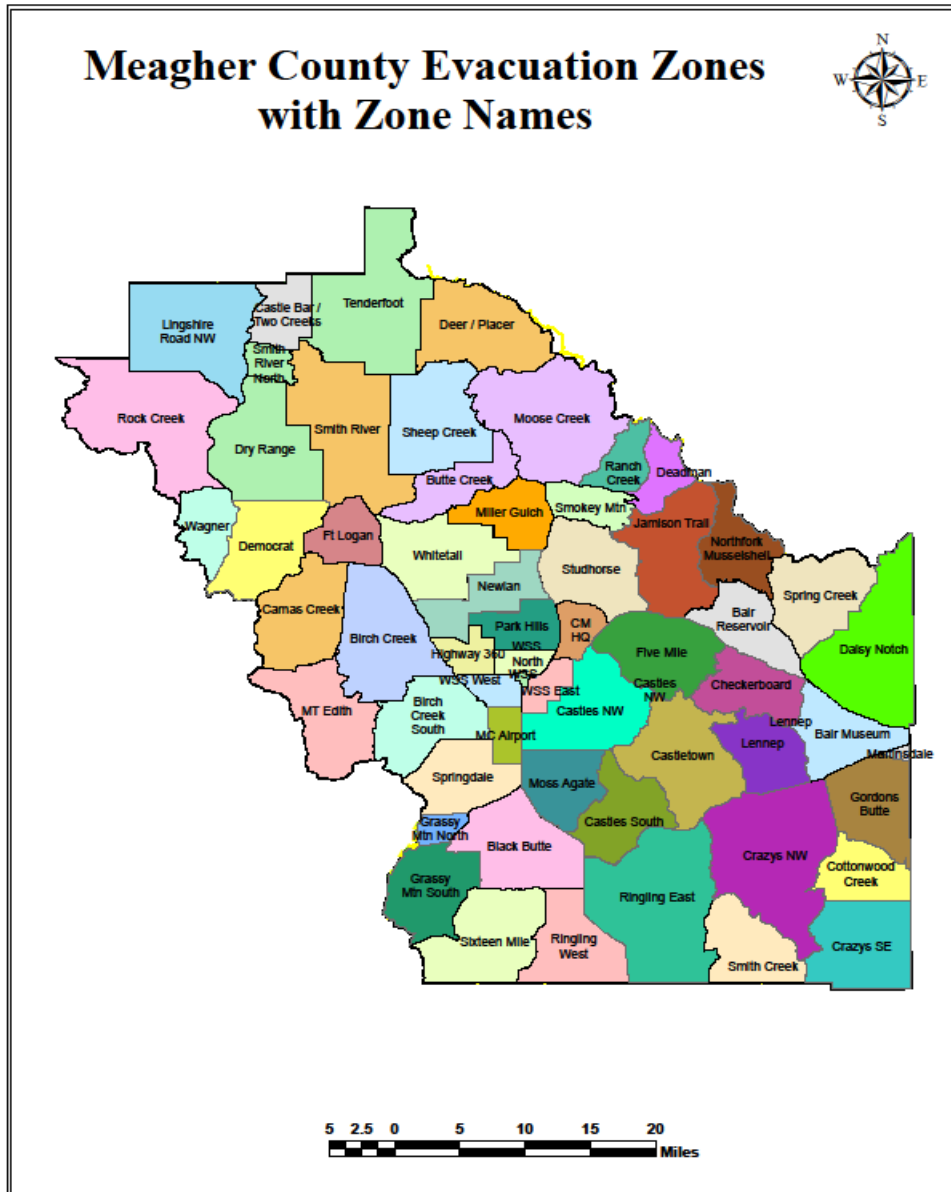 Meagher County Evacuation Zones
with Zone Names
N
W
E
S
Tenderfoot
Castle Bar /
Two Creeks
Lingshire
Road NW
Deer / Placer
Smith
River
North
Rock Creek
Moose Creek
Smith River
Sheep Creek
Dry Range
Ranch
Creek
Deadman
Butte Creek
Smokey Mtn
Miller Gulch
Jamison Trail
Wagner
Ft Logan
Northfork
Musselshell
Democrat
Whitetail
Studhorse
Newlan
Spring Creek
Camas Creek
Bair
Reservoir
Birch Creek
Park Hills
WSS
CM
HQ
Daisy Notch
Highway 360
North
WSS
Five Mile
WSS West
WSS East
Castles
NW
Checkerboard
MT Edith
Birch
Creek
South
Castles NW
Lennep
MC Airport
Lennep
Bair Museum
Castletown
Martinsdale
Springdale
Moss Agate
Gordons
Butte
Grassy
Mtn North
Castles South
Black Butte
Crazys NW
Cottonwood
Creek
Grassy
Mtn South
Ringling East
Sixteen Mile
Ringling
West
Crazys SE
Smith Creek
5 2.5 0 5 10 15 20
Miles